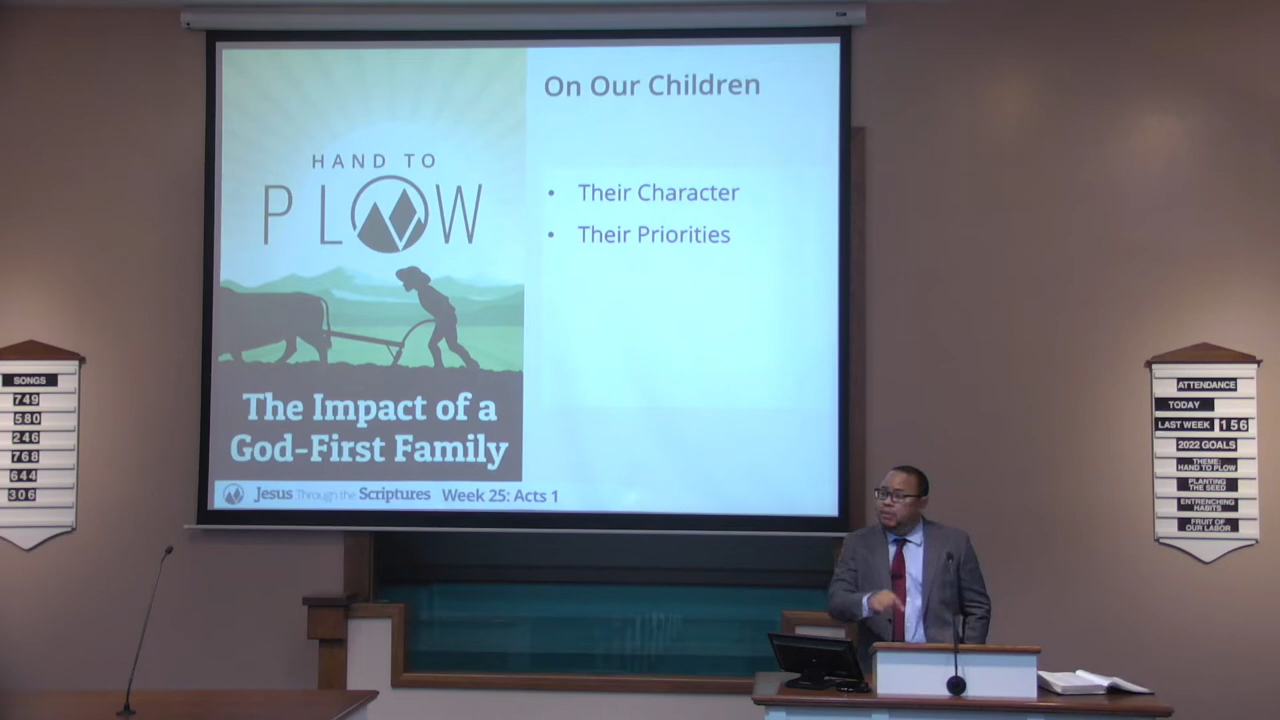 HAND TO
PLOW
The Impact of a
God-First Family
On Our Children
• Their Character
• Their Priorities
Jesus Through the Scriptures Week 25: Acts 1
SONGS
749
580
246
768
644
306
ATTENDANCE
TODAY
LAST WEEK 156
2022 GOALS
THEME:
HAND TO PLOW
PLANTING
THE SEED
ENTRENCHING
HABITS
FRUIT OF
OUR LABOR